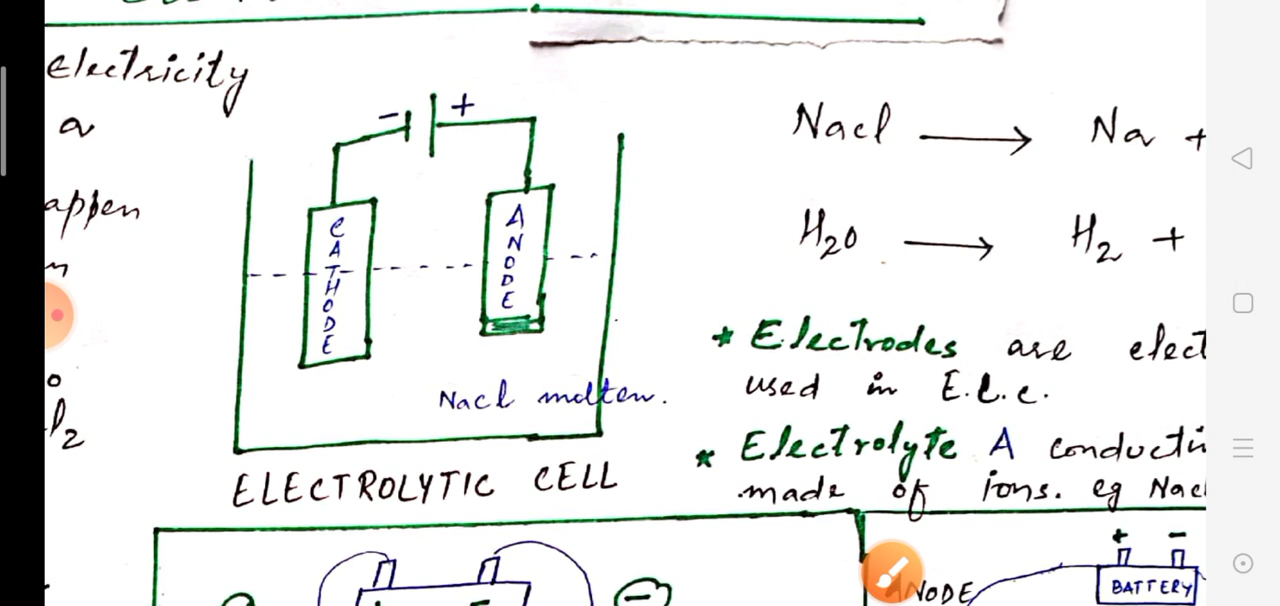 electricity
a
appen
- +
CATHODE
ANODE
Nacl molten.
ELECTROLYTIC CELL
Nacl → Na +
H2O → H2 +
* Electrodes are elect
used in E.l.c.
* Electrolyte A conducti
made of ions. eg Nacl
l2
+ -
BATTERY
ANODE